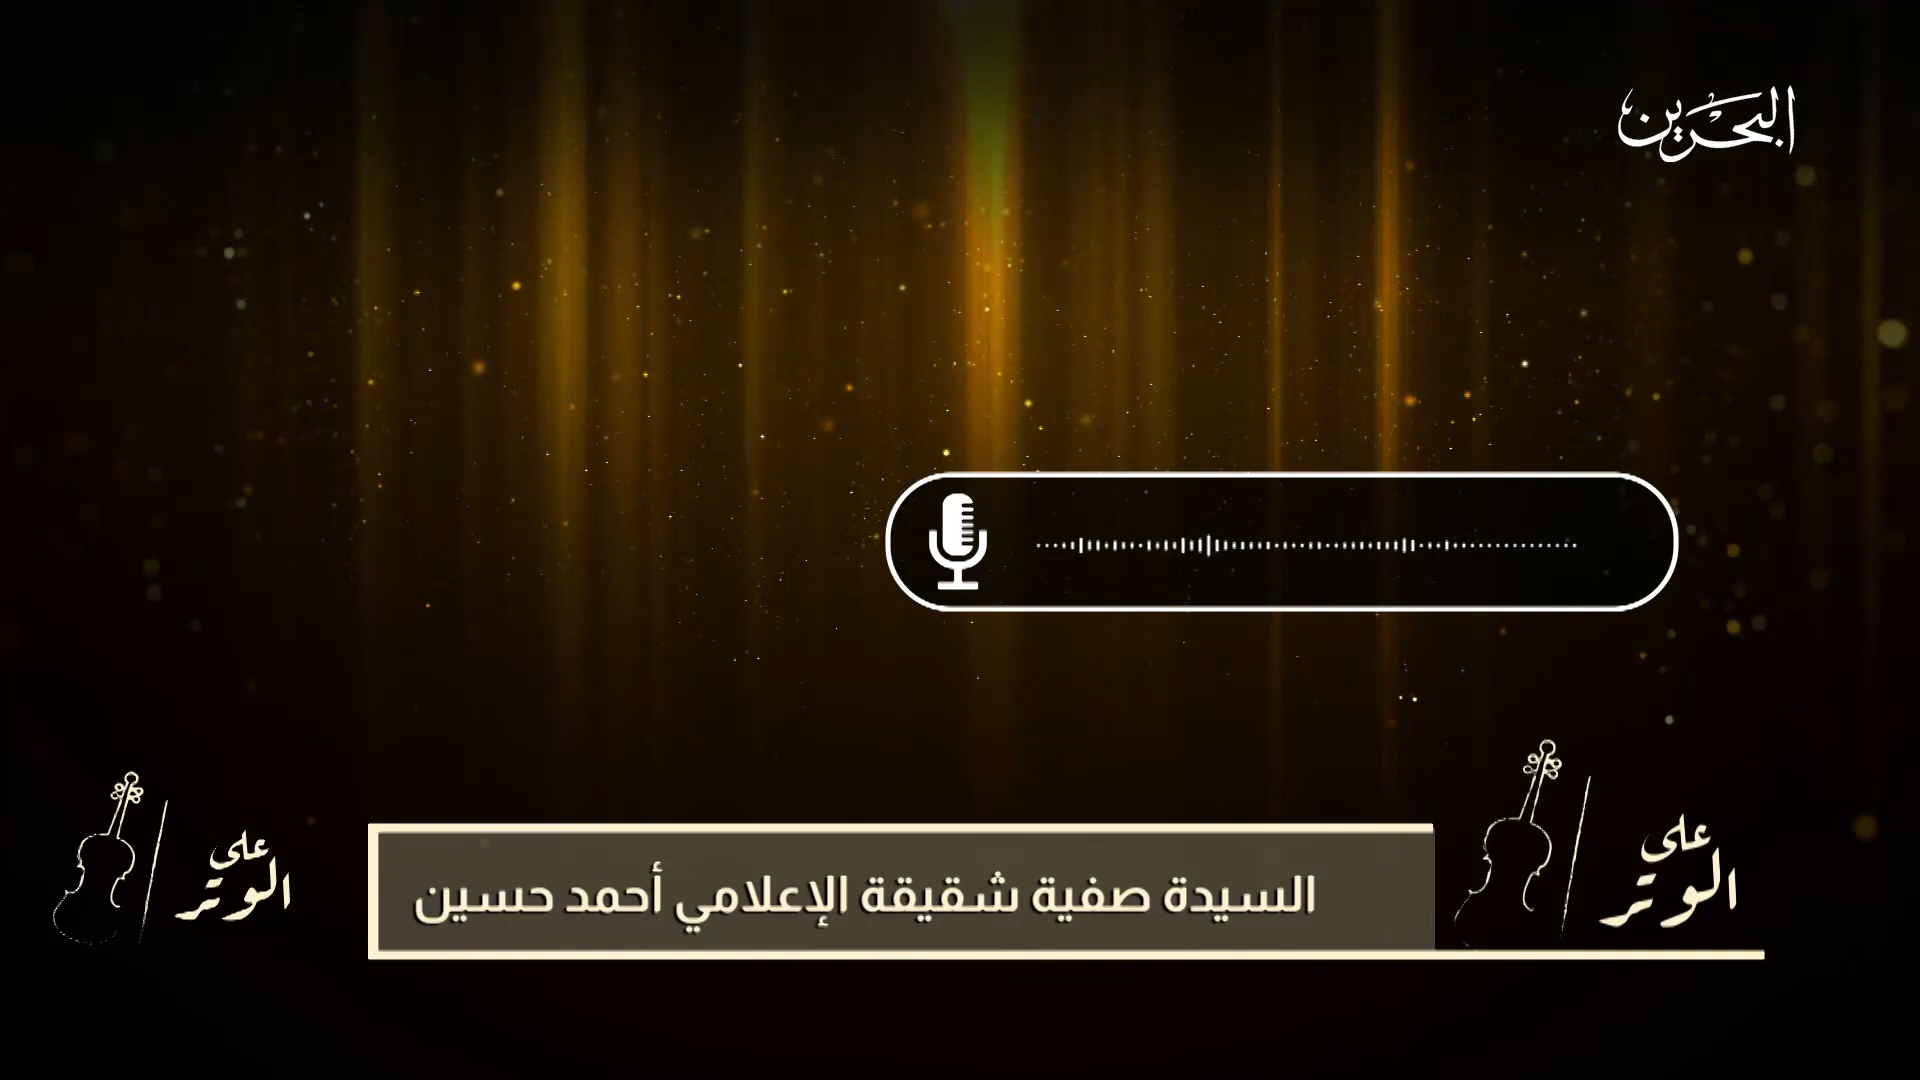 البحرين
السيدة صفية شقيقة الإعلامي أحمد حسين
على
الوتر
على
الوتر